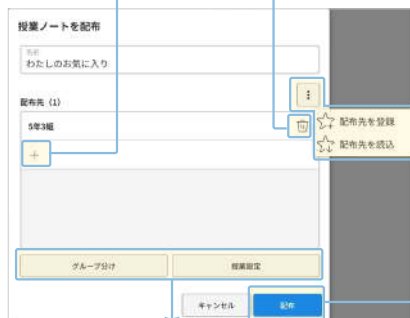 授業ノートを配布
名前
わたしのお気に入り
配布先（1）
5年3組
配布先を登録
配布先を読込
グループ分け
授業設定
キャンセル
配布